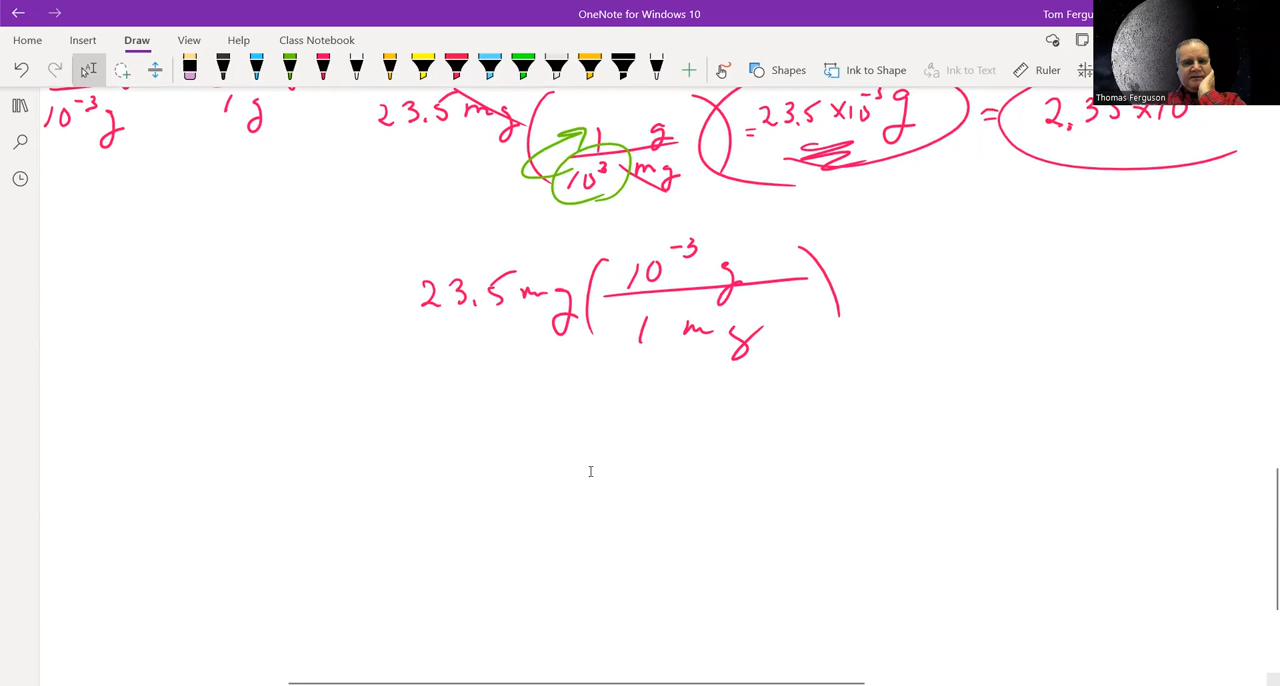 OneNote for Windows 10
Tom Fergu
Home Insert Draw View Help Class Notebook
Shapes Ink to Shape Ink to Text Ruler
Thomas Ferguson
10⁻³ g 1 g 23.5 mg ( 1 g / 10³ mg ) = 23.5 × 10⁻³ g = 2.35 × 10
23.5 mg ( 10⁻³ g / 1 mg )